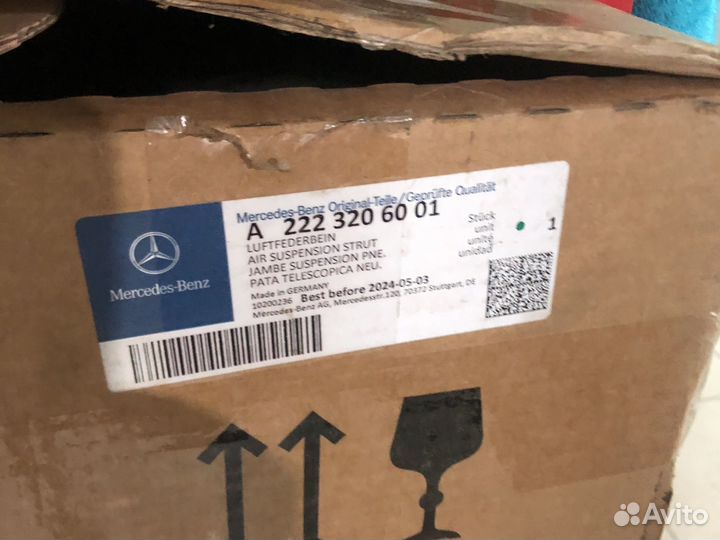 Mercedes-Benz Original-Teile/Geprüfte Qualität
A 222 320 60 01
LUFTFEDERBEIN
AIR SUSPENSION STRUT
JAMBE SUSPENSION PNE.
PATA TELESCOPICA NEU.
Stück
unit
unité
unidad
1
Made in GERMANY
10200236 Best before 2024-05-03
Mercedes-Benz AG, Mercedesstr.120, 70372 Stuttgart, DE
Mercedes-Benz
Avito